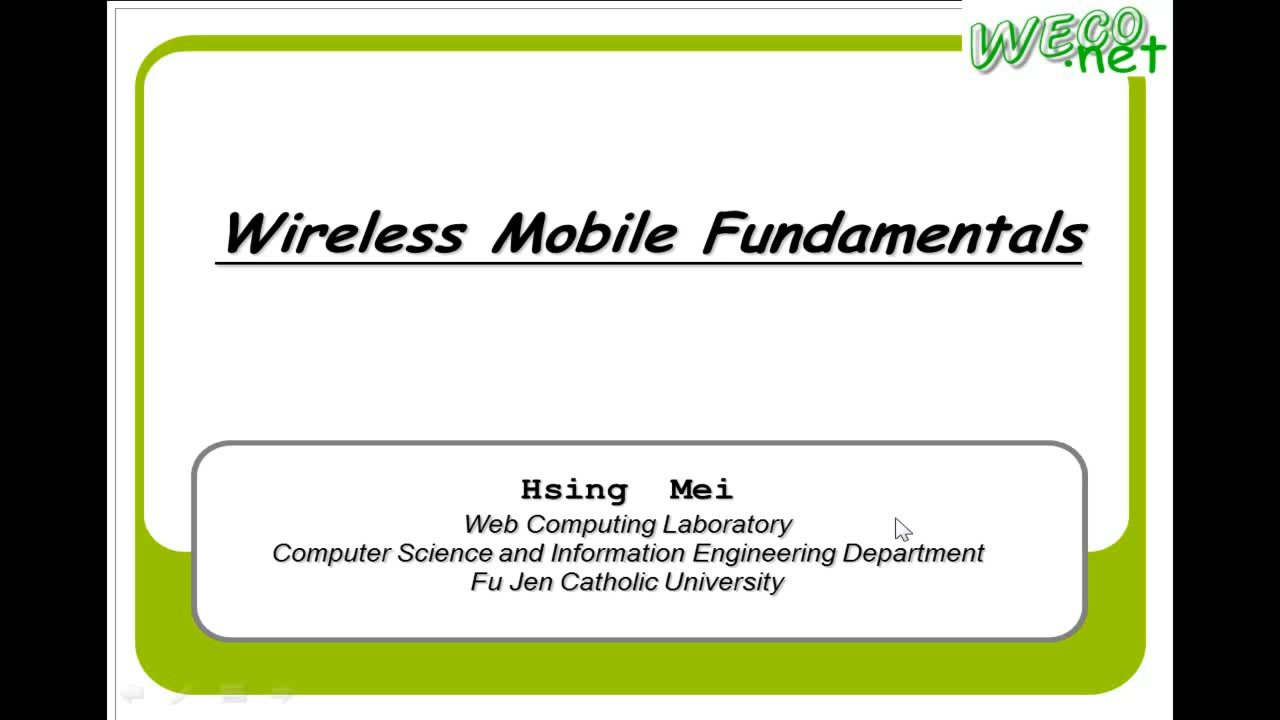 WECO
.net
Wireless Mobile Fundamentals
Hsing Mei
Web Computing Laboratory
Computer Science and Information Engineering Department
Fu Jen Catholic University